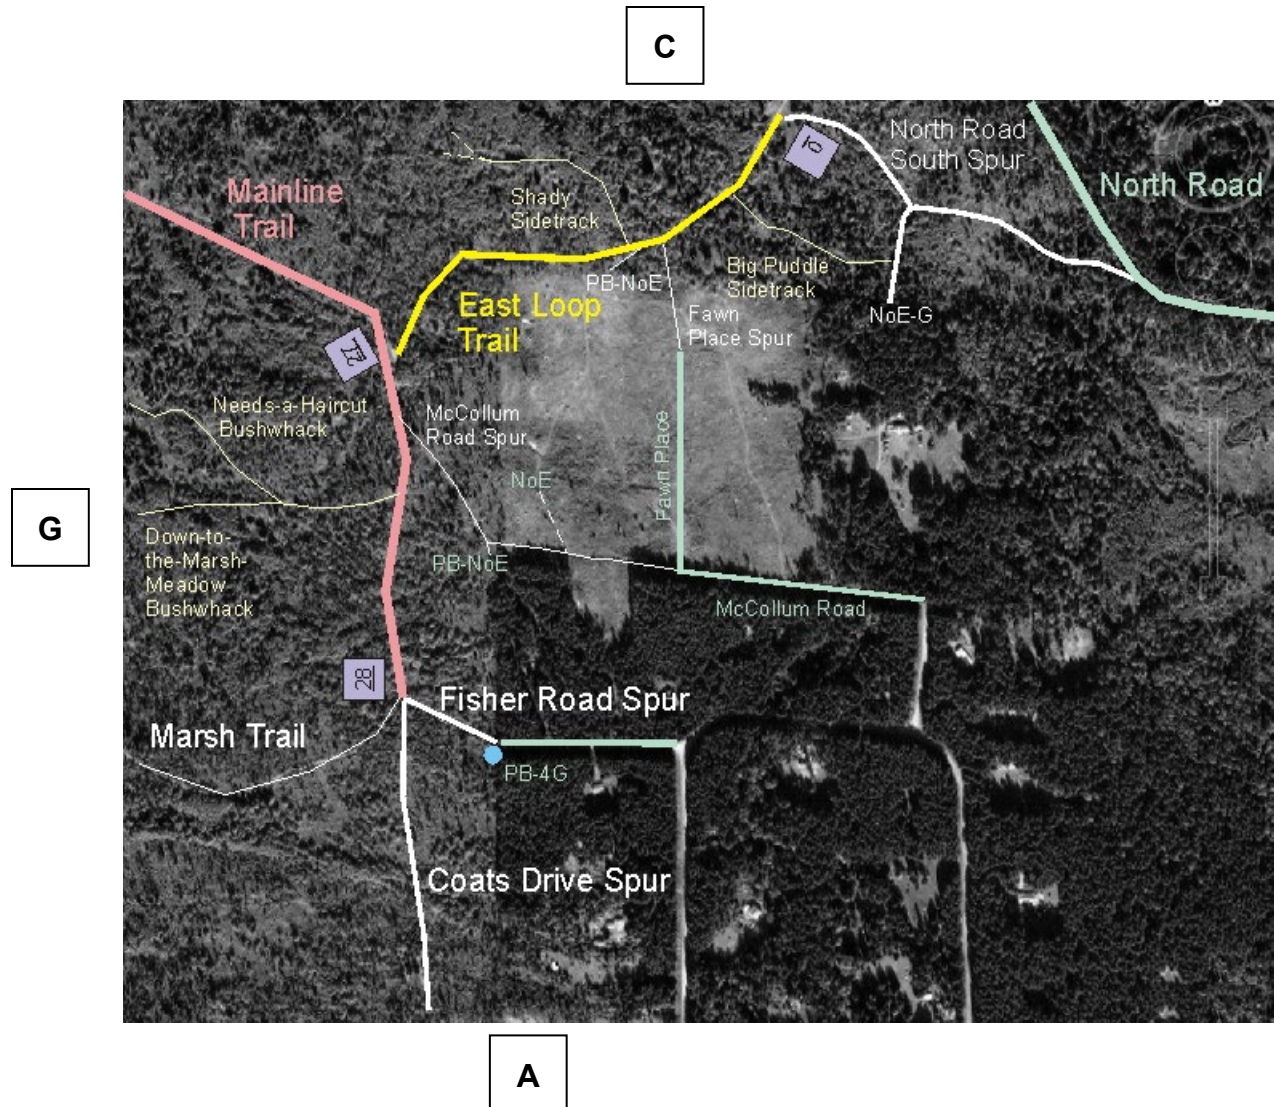 C
North Road
South Spur
North Road
Mainline
Trail
Shady
Sidetrack
Big Puddle
Sidetrack
PB-NoE
East Loop
Trail
Fawn
Place Spur
NoE-G
Needs-a-Haircut
Bushwhack
McCollum
Road Spur
Fawn Place
NoE
G
Down-to-
the-Marsh-
Meadow
Bushwhack
PB-NoE
McCollum Road
28
Fisher Road Spur
Marsh Trail
PB-4G
Coats Drive Spur
A